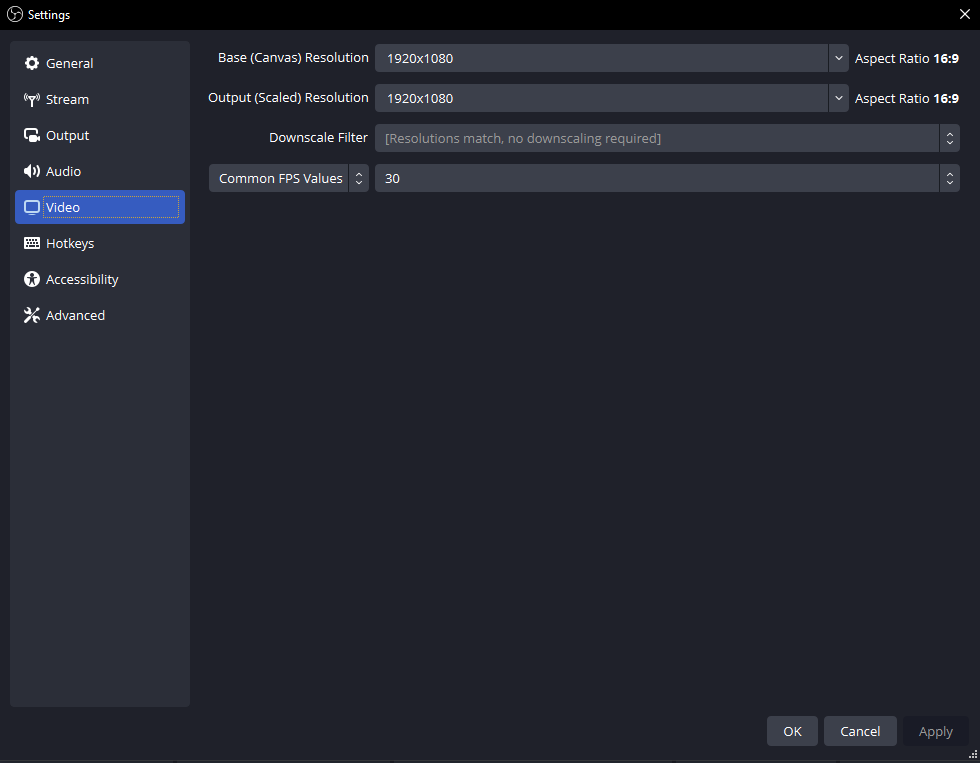 Settings
General
Stream
Output
Audio
Video
Hotkeys
Accessibility
Advanced
Base (Canvas) Resolution 1920x1080 Aspect Ratio 16:9
Output (Scaled) Resolution 1920x1080 Aspect Ratio 16:9
Downscale Filter [Resolutions match, no downscaling required]
Common FPS Values 30
OK Cancel Apply